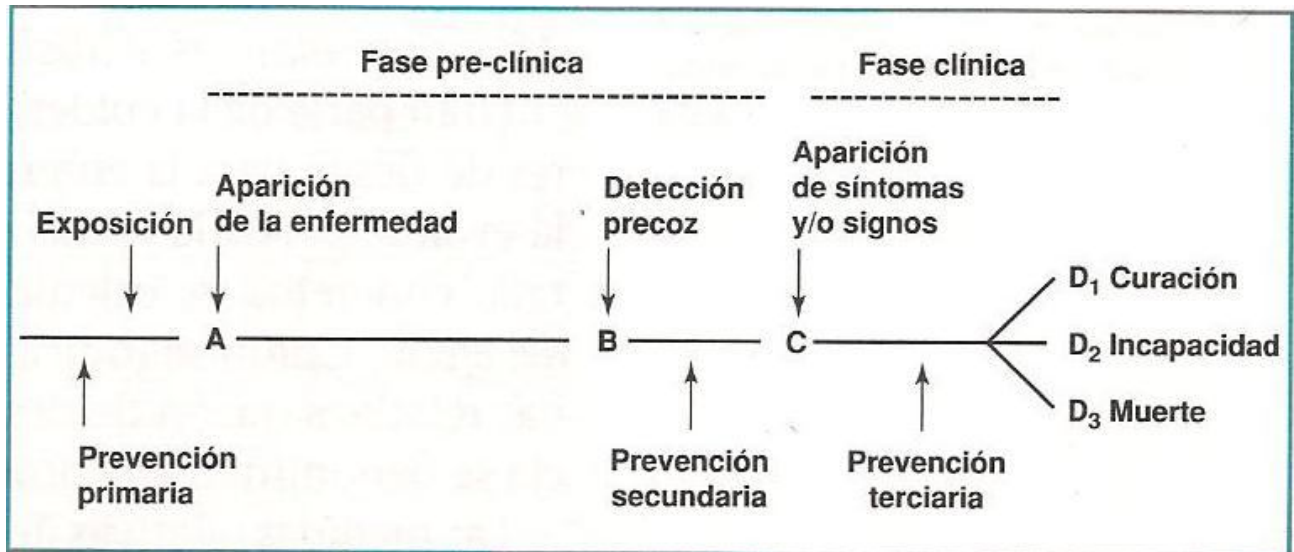 Fase pre-clínica
Fase clínica
Exposición
Aparición
de la enfermedad
Detección
precoz
Aparición
de síntomas
y/o signos
A
B
C
D₁ Curación
D₂ Incapacidad
D₃ Muerte
Prevención
primaria
Prevención
secundaria
Prevención
terciaria